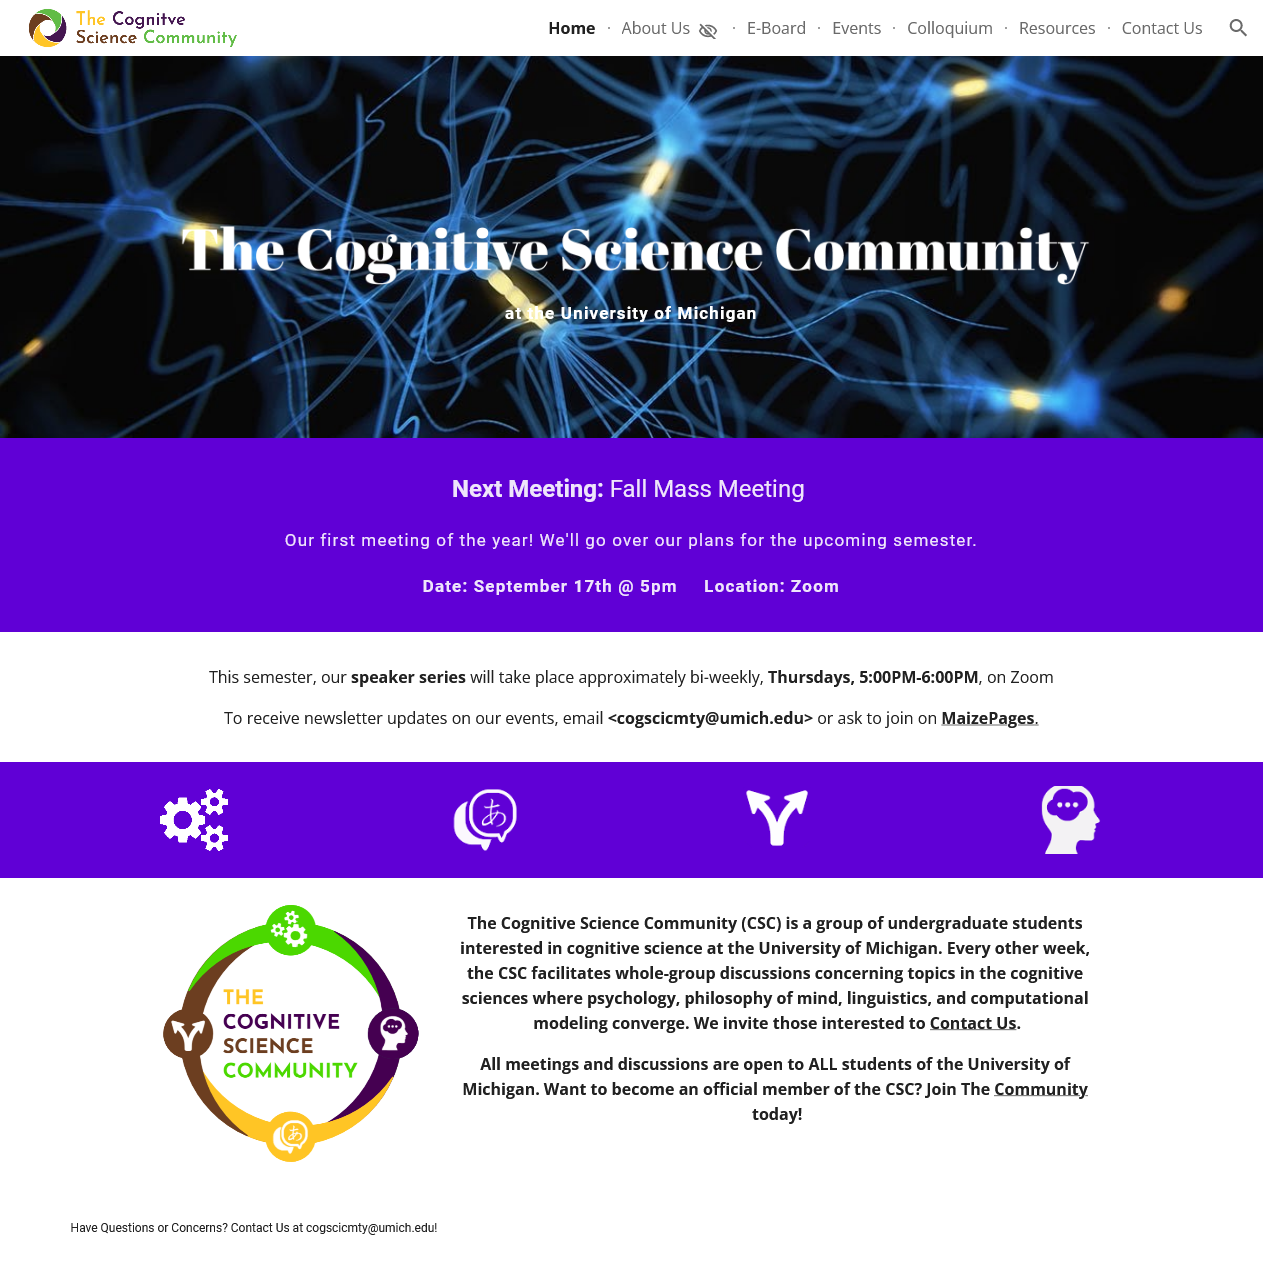 The Cognitve
Science Community
Home · About Us · E-Board · Events · Colloquium · Resources · Contact Us
The Cognitive Science Community
at the University of Michigan
Next Meeting: Fall Mass Meeting
Our first meeting of the year! We'll go over our plans for the upcoming semester.
Date: September 17th @ 5pm Location: Zoom
This semester, our speaker series will take place approximately bi-weekly, Thursdays, 5:00PM-6:00PM, on Zoom
To receive newsletter updates on our events, email <cogscicmty@umich.edu> or ask to join on MaizePages.
あ
THE
COGNITIVE
SCIENCE
COMMUNITY
あ
The Cognitive Science Community (CSC) is a group of undergraduate students
interested in cognitive science at the University of Michigan. Every other week,
the CSC facilitates whole-group discussions concerning topics in the cognitive
sciences where psychology, philosophy of mind, linguistics, and computational
modeling converge. We invite those interested to Contact Us.
All meetings and discussions are open to ALL students of the University of
Michigan. Want to become an official member of the CSC? Join The Community
today!
Have Questions or Concerns? Contact Us at cogscicmty@umich.edu!